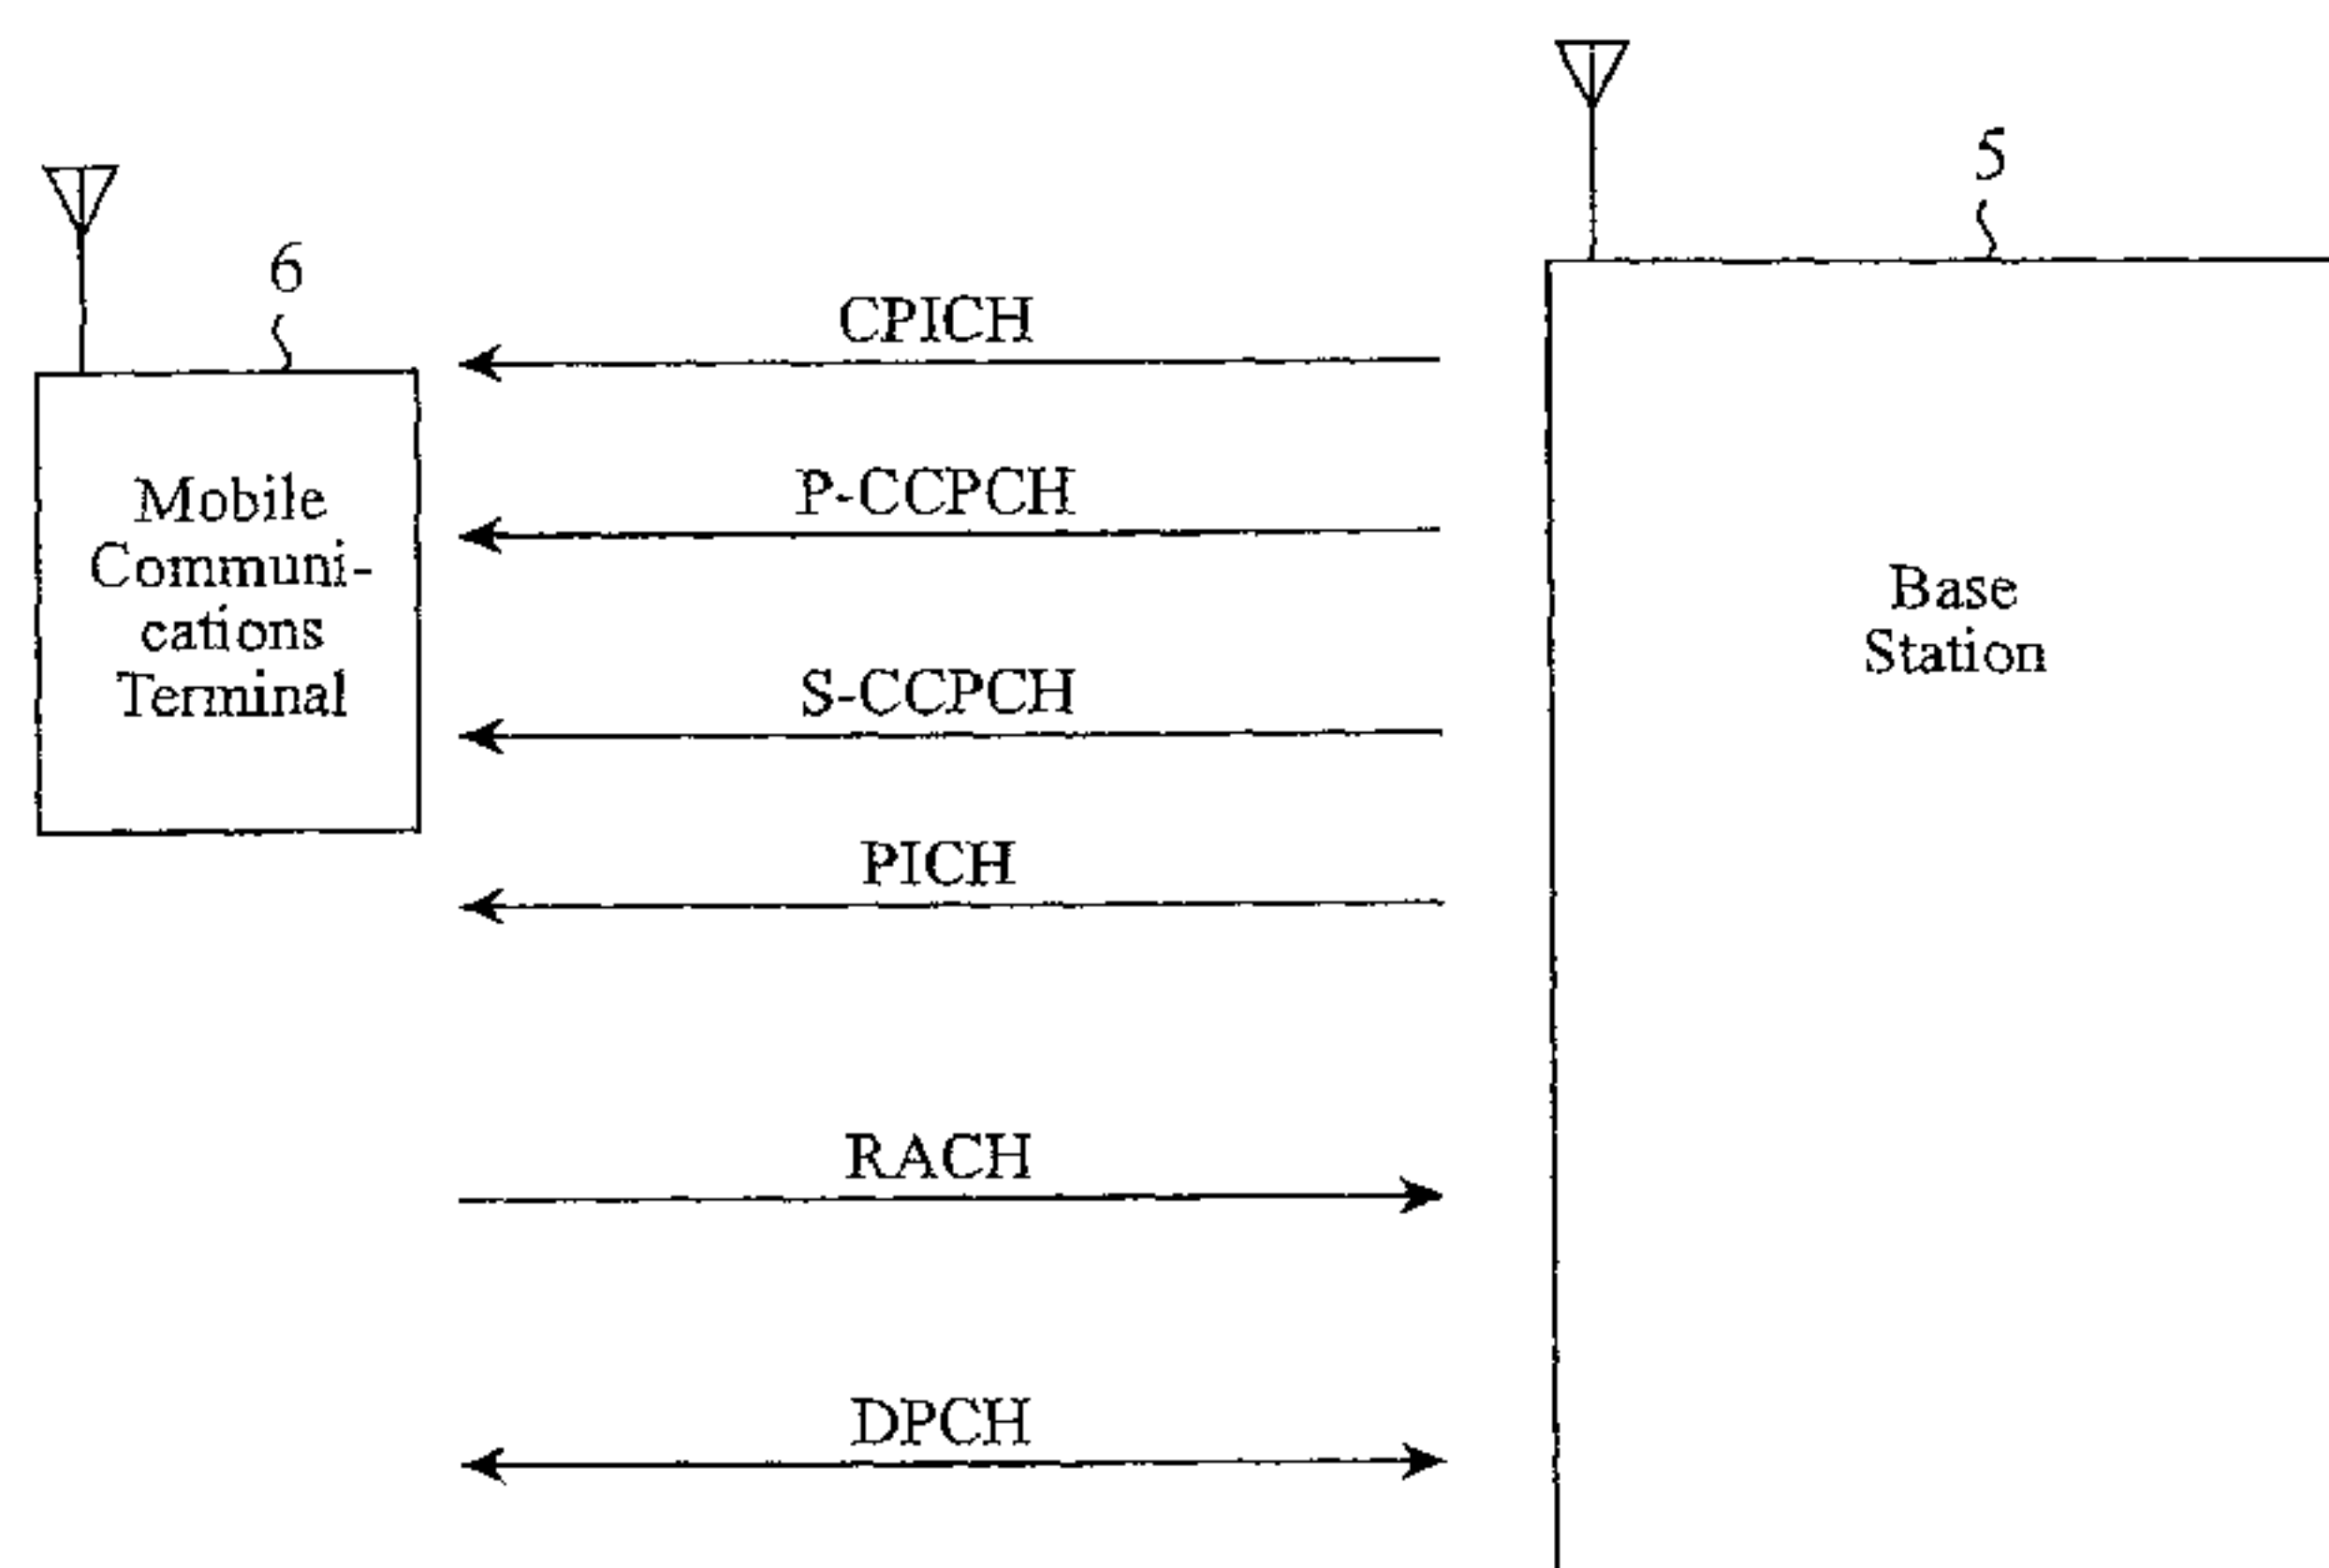 5
6
CPICH
P-CCPCH
S-CCPCH
PICH
RACH
DPCH
Mobile
Communi-
cations
Terminal
Base
Station